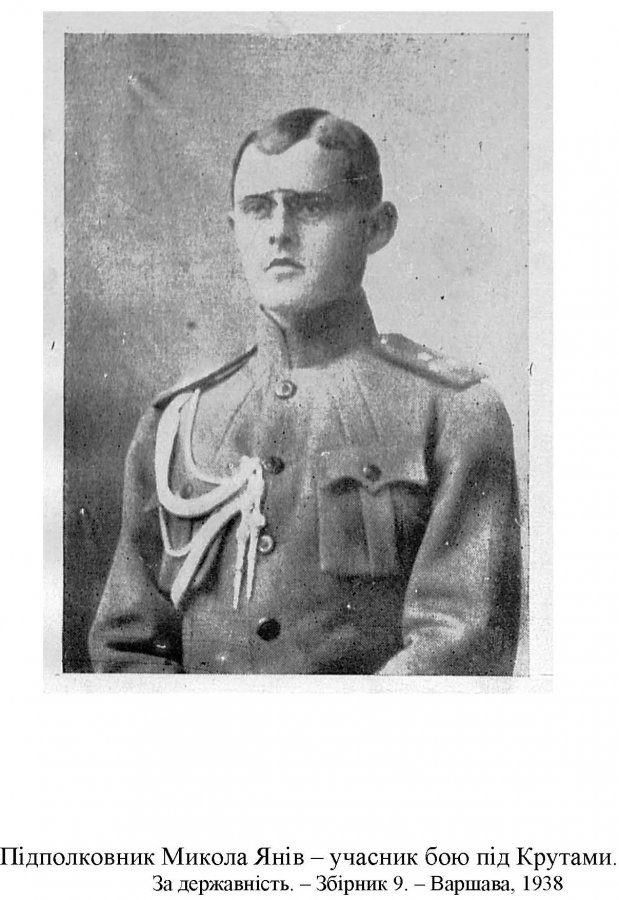 Підполковник Микола Янів – учасник бою під Крутами.
За державність. – Збірник 9. – Варшава, 1938